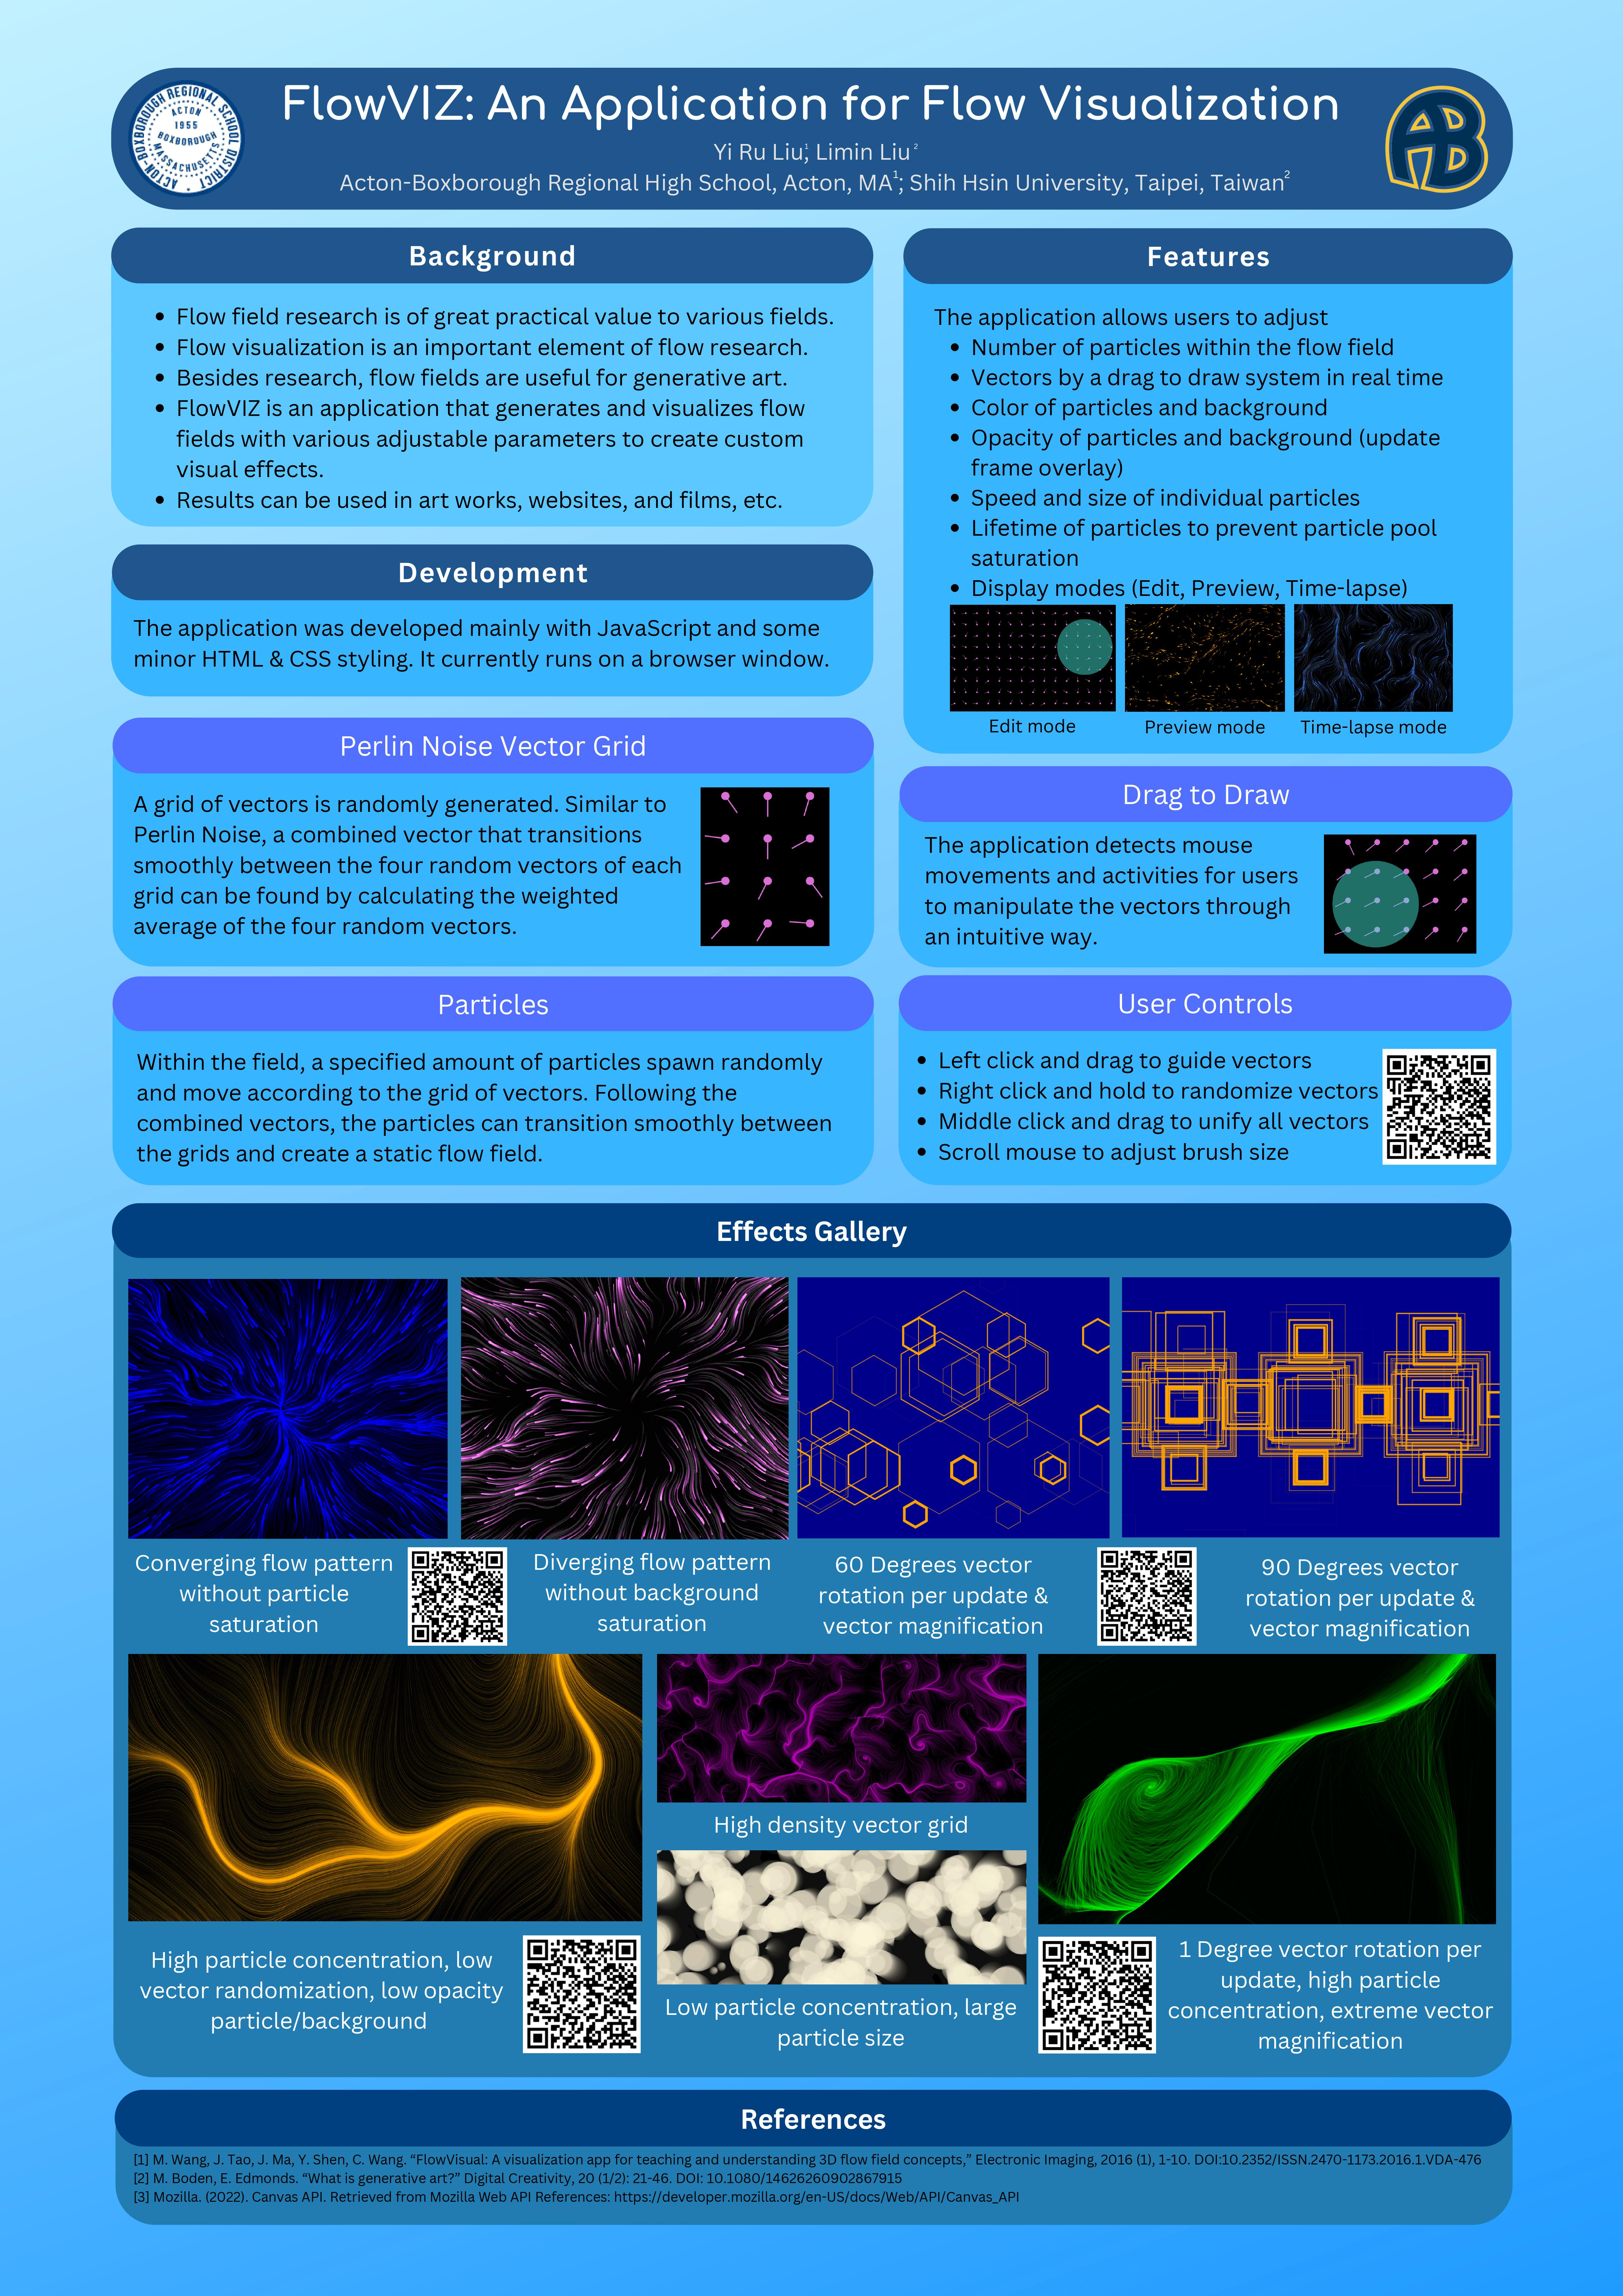 ACTON-BOXBOROUGH REGIONAL SCHOOL DISTRICT
ACTON
1955
BOXBOROUGH
MASSACHUSETTS
AB
FlowVIZ: An Application for Flow Visualization
Yi Ru Liu¹; Limin Liu²
Acton-Boxborough Regional High School, Acton, MA¹; Shih Hsin University, Taipei, Taiwan²
Background
• Flow field research is of great practical value to various fields.
• Flow visualization is an important element of flow research.
• Besides research, flow fields are useful for generative art.
• FlowVIZ is an application that generates and visualizes flow
fields with various adjustable parameters to create custom
visual effects.
• Results can be used in art works, websites, and films, etc.
Development
The application was developed mainly with JavaScript and some
minor HTML & CSS styling. It currently runs on a browser window.
Perlin Noise Vector Grid
A grid of vectors is randomly generated. Similar to
Perlin Noise, a combined vector that transitions
smoothly between the four random vectors of each
grid can be found by calculating the weighted
average of the four random vectors.
Particles
Within the field, a specified amount of particles spawn randomly
and move according to the grid of vectors. Following the
combined vectors, the particles can transition smoothly between
the grids and create a static flow field.
Features
The application allows users to adjust
• Number of particles within the flow field
• Vectors by a drag to draw system in real time
• Color of particles and background
• Opacity of particles and background (update
frame overlay)
• Speed and size of individual particles
• Lifetime of particles to prevent particle pool
saturation
• Display modes (Edit, Preview, Time-lapse)
Edit mode
Preview mode
Time-lapse mode
Drag to Draw
The application detects mouse
movements and activities for users
to manipulate the vectors through
an intuitive way.
User Controls
• Left click and drag to guide vectors
• Right click and hold to randomize vectors
• Middle click and drag to unify all vectors
• Scroll mouse to adjust brush size
Effects Gallery
Converging flow pattern
without particle
saturation
Diverging flow pattern
without background
saturation
60 Degrees vector
rotation per update &
vector magnification
90 Degrees vector
rotation per update &
vector magnification
High particle concentration, low
vector randomization, low opacity
particle/background
High density vector grid
Low particle concentration, large
particle size
1 Degree vector rotation per
update, high particle
concentration, extreme vector
magnification
References
[1] M. Wang, J. Tao, J. Ma, Y. Shen, C. Wang. “FlowVisual: A visualization app for teaching and understanding 3D flow field concepts,” Electronic Imaging, 2016 (1), 1-10. DOI:10.2352/ISSN.2470-1173.2016.1.VDA-476
[2] M. Boden, E. Edmonds. “What is generative art?” Digital Creativity, 20 (1/2): 21-46. DOI: 10.1080/14626260902867915
[3] Mozilla. (2022). Canvas API. Retrieved from Mozilla Web API References: https://developer.mozilla.org/en-US/docs/Web/API/Canvas_API